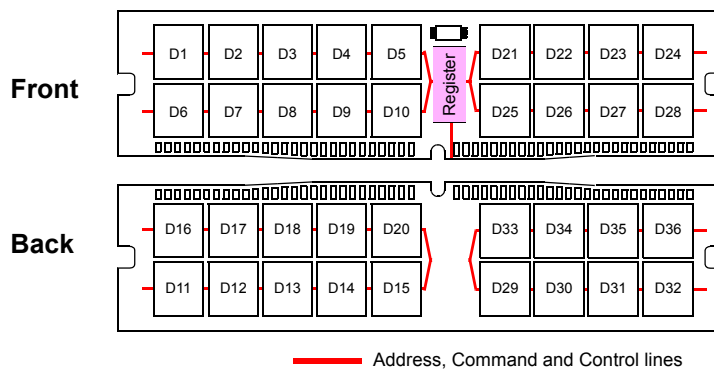 Front
D1 D2 D3 D4 D5 D21 D22 D23 D24
Register
D6 D7 D8 D9 D10 D25 D26 D27 D28
Back
D16 D17 D18 D19 D20 D33 D34 D35 D36
D11 D12 D13 D14 D15 D29 D30 D31 D32
Address, Command and Control lines